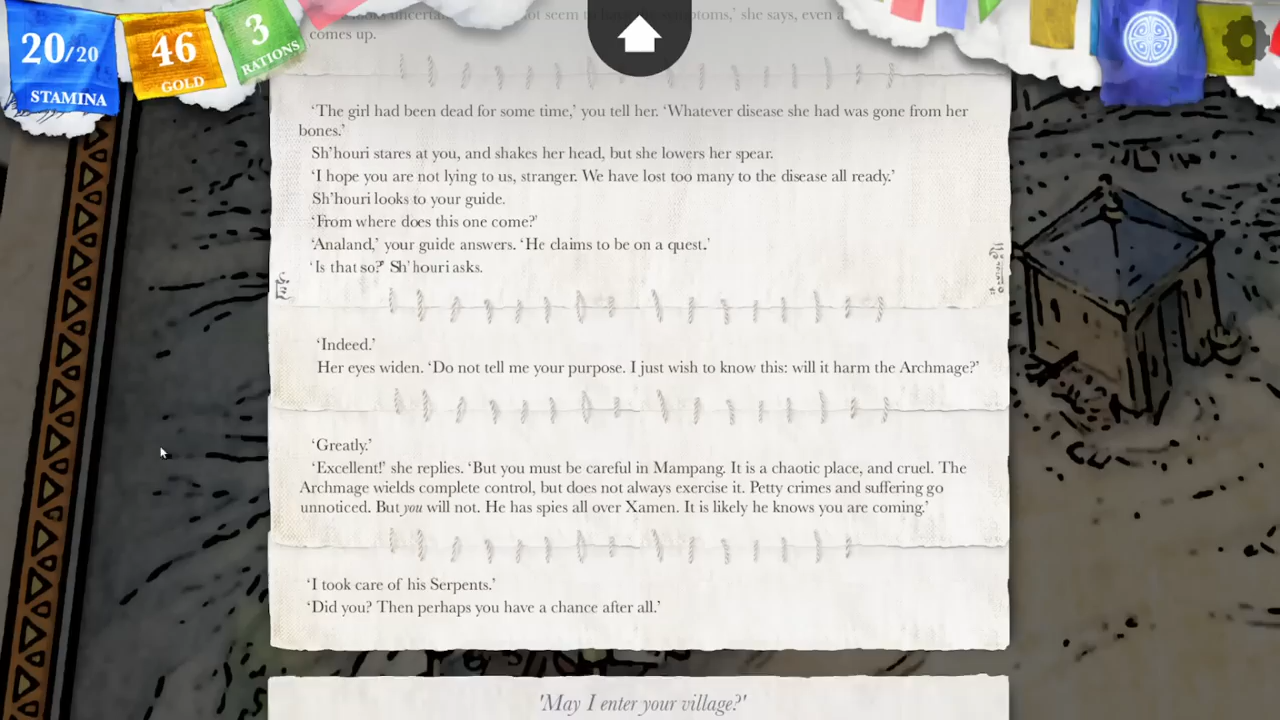 20/20
STAMINA
46
GOLD
3
RATIONS
symptoms,' she says, even a
comes up.
‘The girl had been dead for some time,’ you tell her. ‘Whatever disease she had was gone from her
bones.’
Sh’houri stares at you, and shakes her head, but she lowers her spear.
‘I hope you are not lying to us, stranger. We have lost too many to the disease all ready.’
Sh’houri looks to your guide.
‘From where does this one come?’
‘Analand,’ your guide answers. ‘He claims to be on a quest.’
‘Is that so?’ Sh’houri asks.
‘Indeed.’
Her eyes widen. ‘Do not tell me your purpose. I just wish to know this: will it harm the Archmage?’
‘Greatly.’
‘Excellent!’ she replies. ‘But you must be careful in Mampang. It is a chaotic place, and cruel. The
Archmage wields complete control, but does not always exercise it. Petty crimes and suffering go
unnoticed. But you will not. He has spies all over Xamen. It is likely he knows you are coming.’
‘I took care of his Serpents.’
‘Did you? Then perhaps you have a chance after all.’
'May I enter your village?'